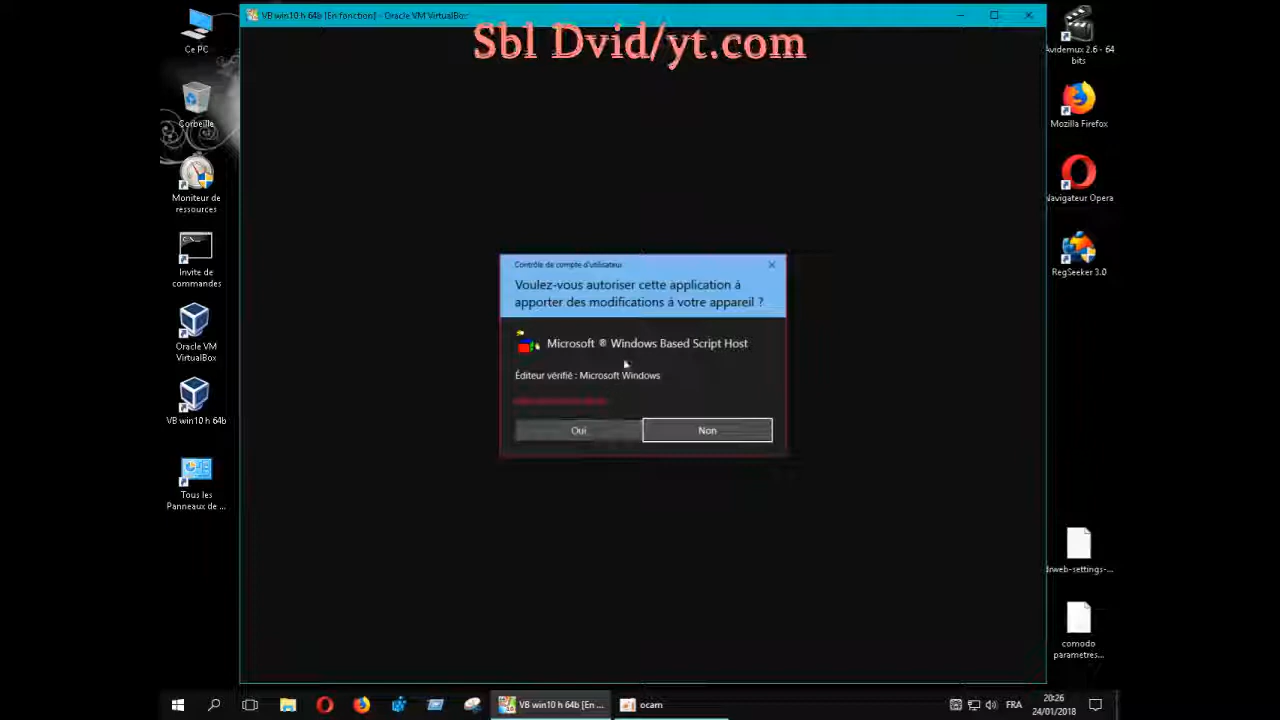 VB win10 h 64b [En fonction] - Oracle VM VirtualBox
Sbl Dvid/yt.com
Ce PC
Corbeille
Moniteur de
ressources
Invite de
commandes
Oracle VM
VirtualBox
VB win10 h 64b
Tous les
Panneaux de ...
Contrôle de compte d'utilisateur
Voulez-vous autoriser cette application à
apporter des modifications à votre appareil ?
Microsoft ® Windows Based Script Host
Éditeur vérifié : Microsoft Windows
Oui
Non
Avidemux 2.6 - 64
bits
Mozilla Firefox
Navigateur Opera
RegSeeker 3.0
drweb-settings-...
comodo
parametres...
VB win10 h 64b [En ...
ocam
FRA
20:26
24/01/2018